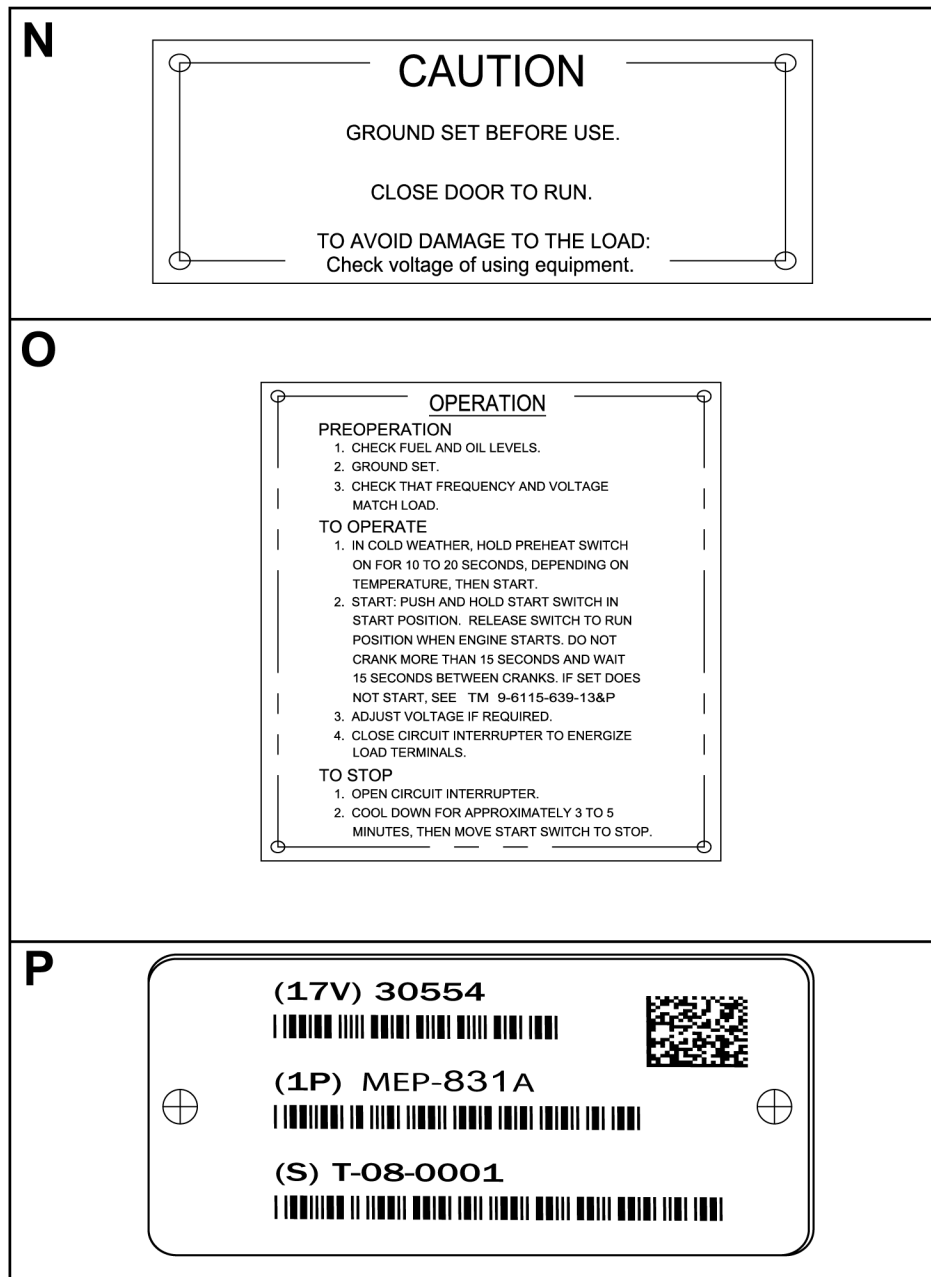 N
CAUTION
GROUND SET BEFORE USE.
CLOSE DOOR TO RUN.
TO AVOID DAMAGE TO THE LOAD:
Check voltage of using equipment.
O
OPERATION
PREOPERATION
1. CHECK FUEL AND OIL LEVELS.
2. GROUND SET.
3. CHECK THAT FREQUENCY AND VOLTAGE
MATCH LOAD.
TO OPERATE
1. IN COLD WEATHER, HOLD PREHEAT SWITCH
ON FOR 10 TO 20 SECONDS, DEPENDING ON
TEMPERATURE, THEN START.
2. START: PUSH AND HOLD START SWITCH IN
START POSITION. RELEASE SWITCH TO RUN
POSITION WHEN ENGINE STARTS. DO NOT
CRANK MORE THAN 15 SECONDS AND WAIT
15 SECONDS BETWEEN CRANKS. IF SET DOES
NOT START, SEE TM 9-6115-639-13&P
3. ADJUST VOLTAGE IF REQUIRED.
4. CLOSE CIRCUIT INTERRUPTER TO ENERGIZE
LOAD TERMINALS.
TO STOP
1. OPEN CIRCUIT INTERRUPTER.
2. COOL DOWN FOR APPROXIMATELY 3 TO 5
MINUTES, THEN MOVE START SWITCH TO STOP.
P
(17V) 30554
(1P) MEP-831A
(S) T-08-0001